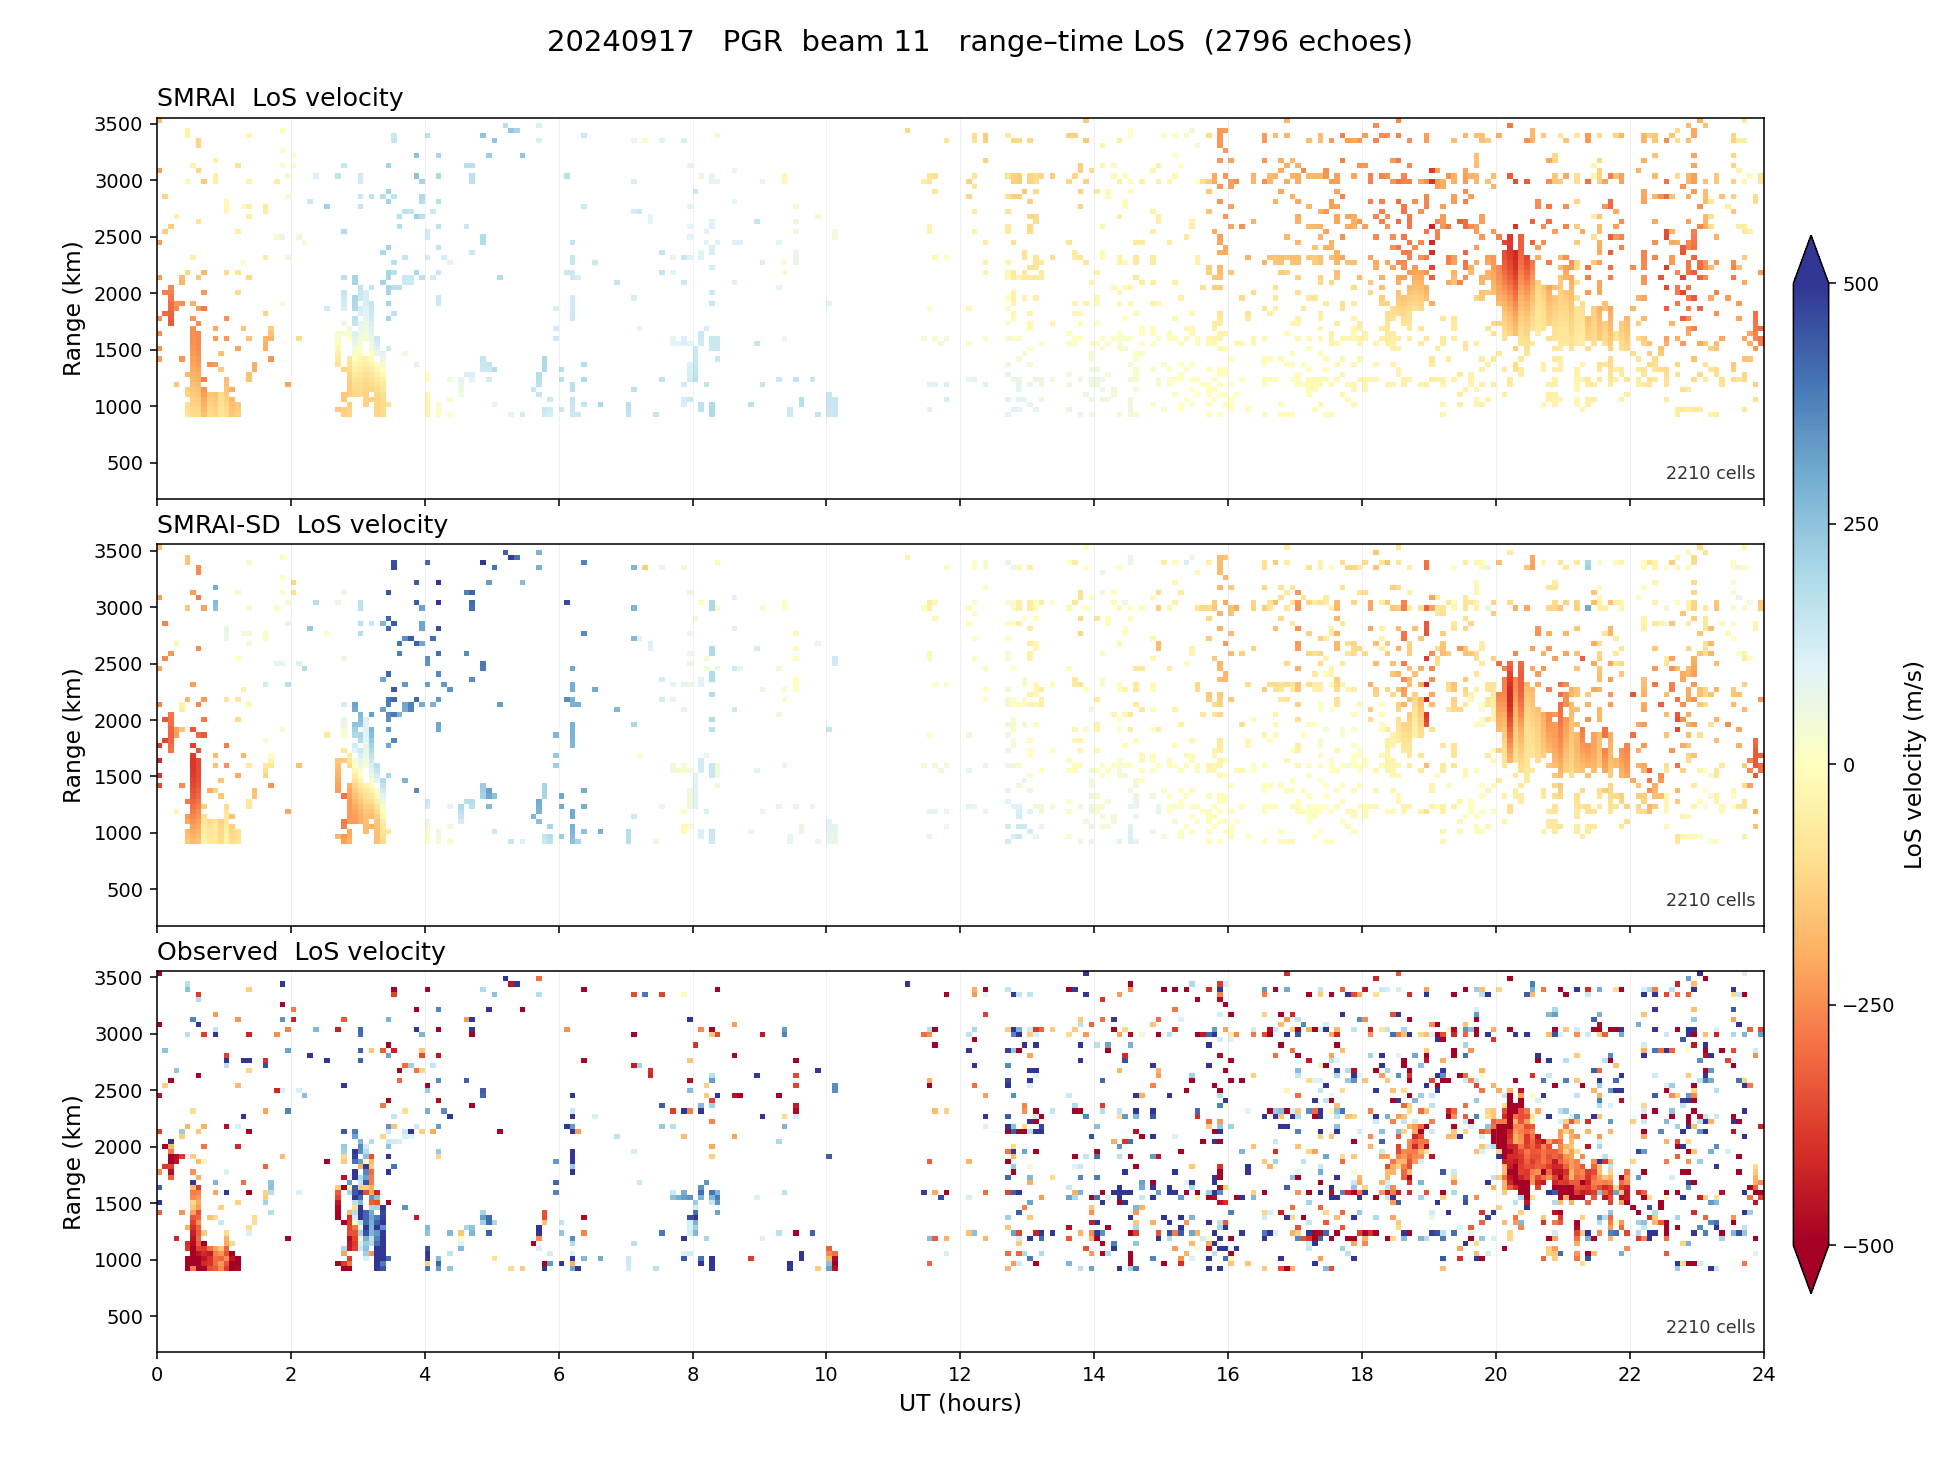 20240917   PGR  beam 11   range–time LoS  (2796 echoes)
SMRAI  LoS velocity
3500
3000
2500
2000
1500
1000
500
Range (km)
2210 cells
SMRAI-SD  LoS velocity
3500
3000
2500
2000
1500
1000
500
Range (km)
2210 cells
Observed  LoS velocity
3500
3000
2500
2000
1500
1000
500
Range (km)
2210 cells
0 2 4 6 8 10 12 14 16 18 20 22 24
UT (hours)
500
250
0
−250
−500
LoS velocity (m/s)